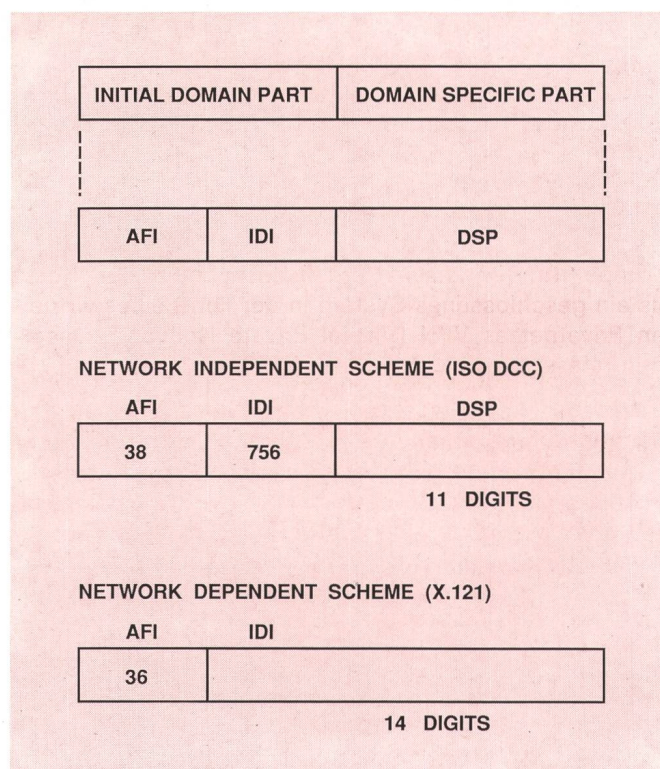 INITIAL DOMAIN PART DOMAIN SPECIFIC PART
AFI IDI DSP
NETWORK INDEPENDENT SCHEME (ISO DCC)
AFI IDI DSP
38 756
11 DIGITS
NETWORK DEPENDENT SCHEME (X.121)
AFI IDI
36
14 DIGITS